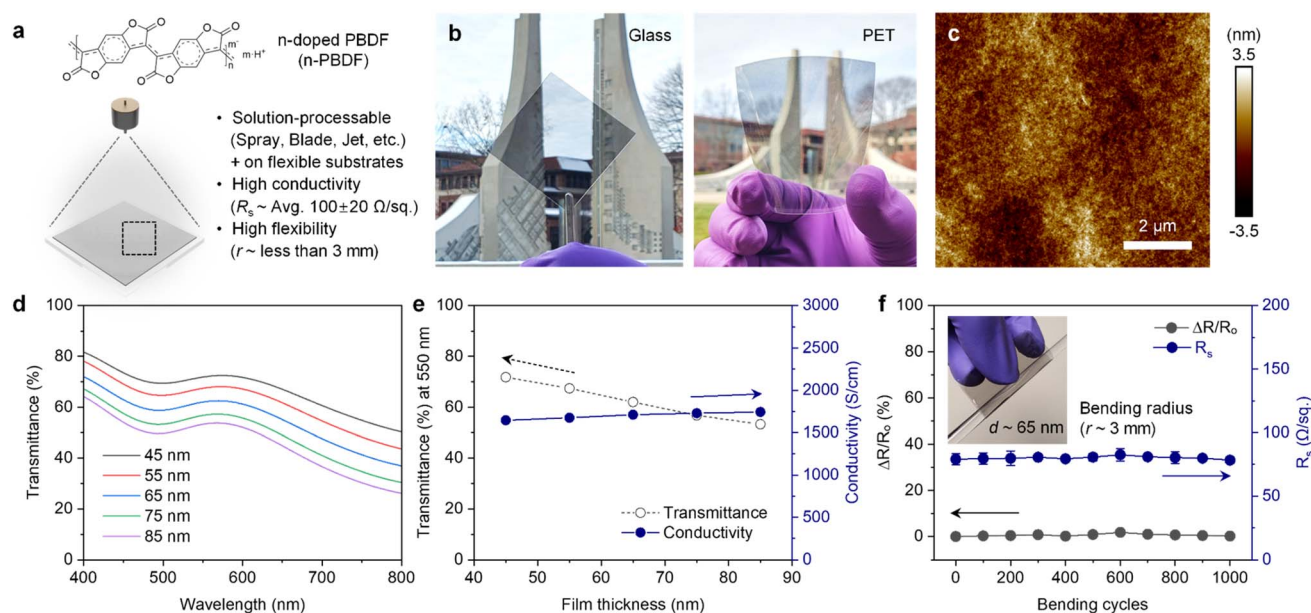 a
n-doped PBDF
(n-PBDF)
O
O
O
O
O
O
O
O
m-
n
m·H+
• Solution-processable
(Spray, Blade, Jet, etc.)
+ on flexible substrates
• High conductivity
(Rs ~ Avg. 100±20 Ω/sq.)
• High flexibility
(r ~ less than 3 mm)
b
Glass
PET
c
2 µm
(nm)
3.5
-3.5
d
Transmittance (%)
100
80
60
40
20
0
45 nm
55 nm
65 nm
75 nm
85 nm
400 500 600 700 800
Wavelength (nm)
e
Transmittance (%) at 550 nm
100
80
60
40
20
0
Transmittance
Conductivity
3000
2500
2000
1500
1000
500
0
Conductivity (S/cm)
40 50 60 70 80 90
Film thickness (nm)
f
ΔR/Ro (%)
100
80
60
40
20
0
ΔR/Ro
Rs
d ~ 65 nm
Bending radius
(r ~ 3 mm)
200
150
100
50
0
Rs (Ω/sq.)
0 200 400 600 800 1000
Bending cycles